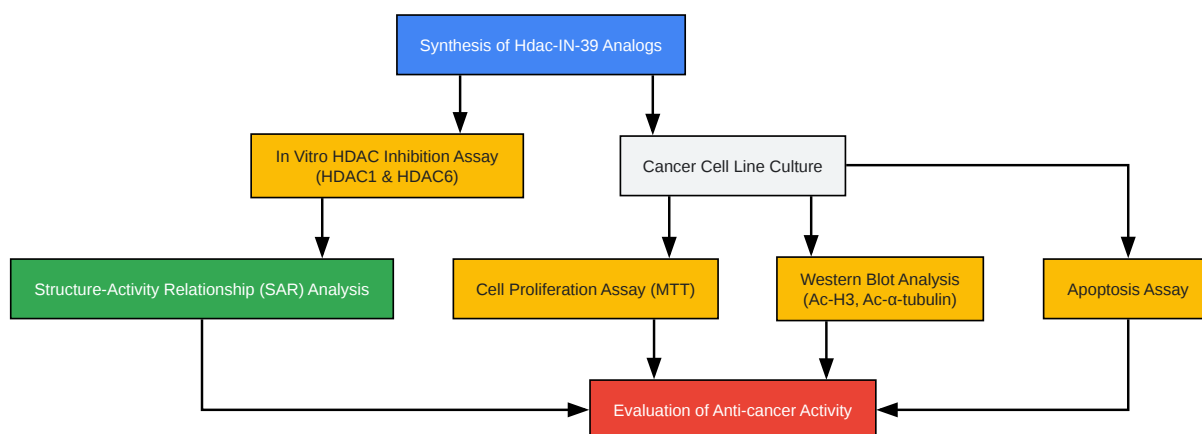 Synthesis of Hdac-IN-39 Analogs
In Vitro HDAC Inhibition Assay
(HDAC1 & HDAC6)
Cancer Cell Line Culture
Structure-Activity Relationship (SAR) Analysis
Cell Proliferation Assay (MTT)
Western Blot Analysis
(Ac-H3, Ac-α-tubulin)
Apoptosis Assay
Evaluation of Anti-cancer Activity